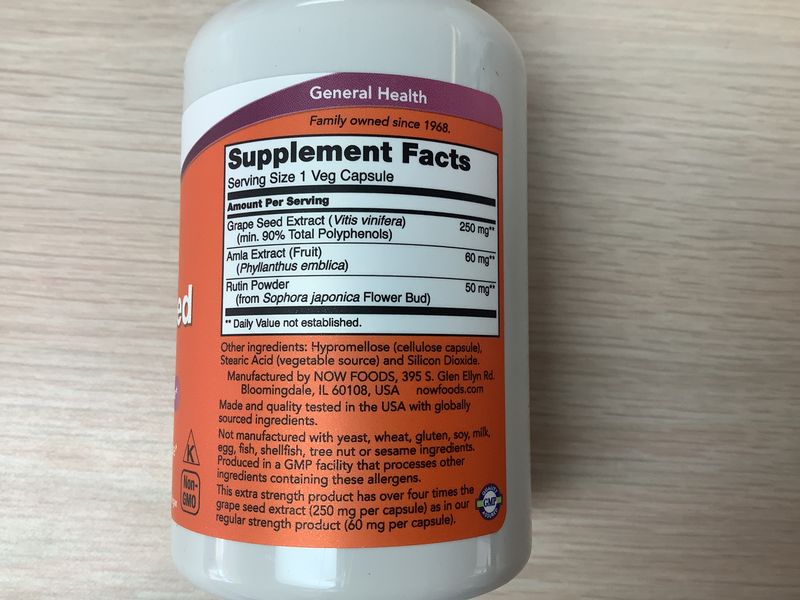 General Health
Family owned since 1968.
Supplement Facts
Serving Size 1 Veg Capsule
Amount Per Serving
Grape Seed Extract (Vitis vinifera) 250 mg**
(min. 90% Total Polyphenols)
Amla Extract (Fruit) 60 mg**
(Phyllanthus emblica)
Rutin Powder 50 mg**
(from Sophora japonica Flower Bud)
** Daily Value not established.
ed
Other ingredients: Hypromellose (cellulose capsule),
Stearic Acid (vegetable source) and Silicon Dioxide.
Manufactured by NOW FOODS, 395 S. Glen Ellyn Rd.
Bloomingdale, IL 60108, USA nowfoods.com
Made and quality tested in the USA with globally
sourced ingredients.
Not manufactured with yeast, wheat, gluten, soy, milk,
egg, fish, shellfish, tree nut or sesame ingredients.
Produced in a GMP facility that processes other
ingredients containing these allergens.
This extra strength product has over four times the
grape seed extract (250 mg per capsule) as in our
regular strength product (60 mg per capsule).
K
Non-
GMO
GMP